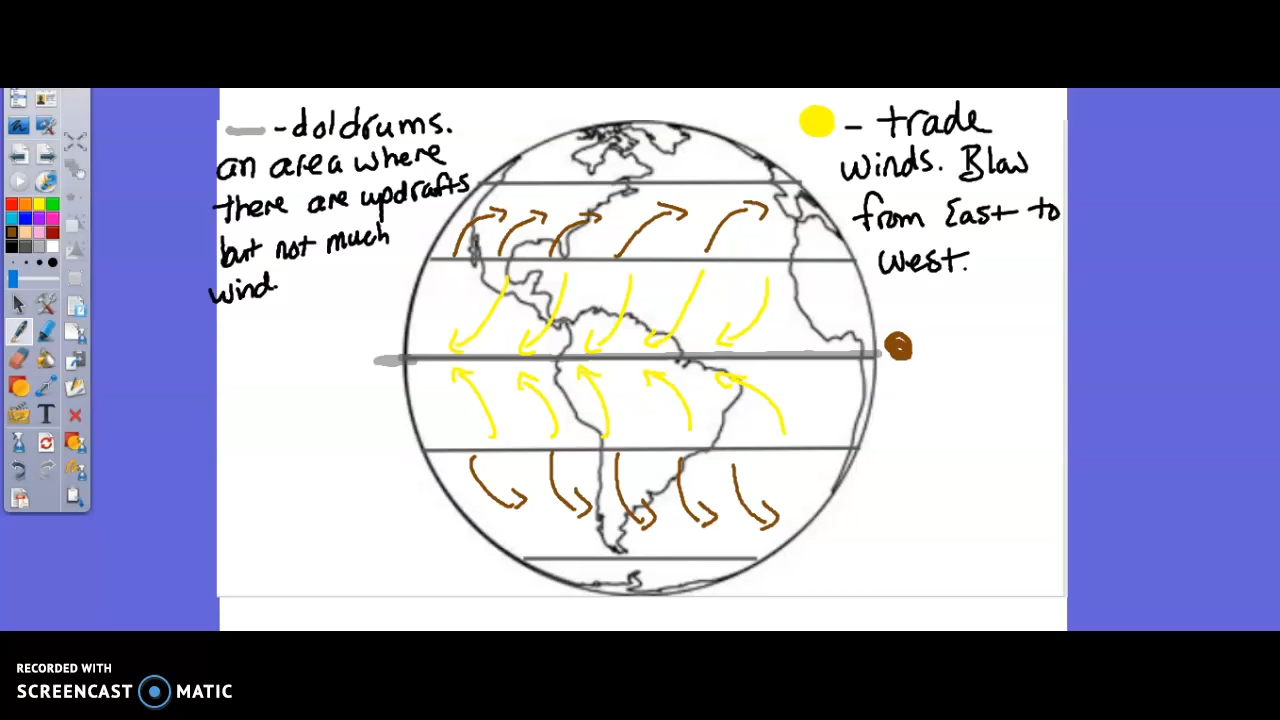 - doldrums.
an area where
there are updrafts
but not much
wind.
- trade
winds. Blow
from East to
west.
T
RECORDED WITH
SCREENCAST MATIC